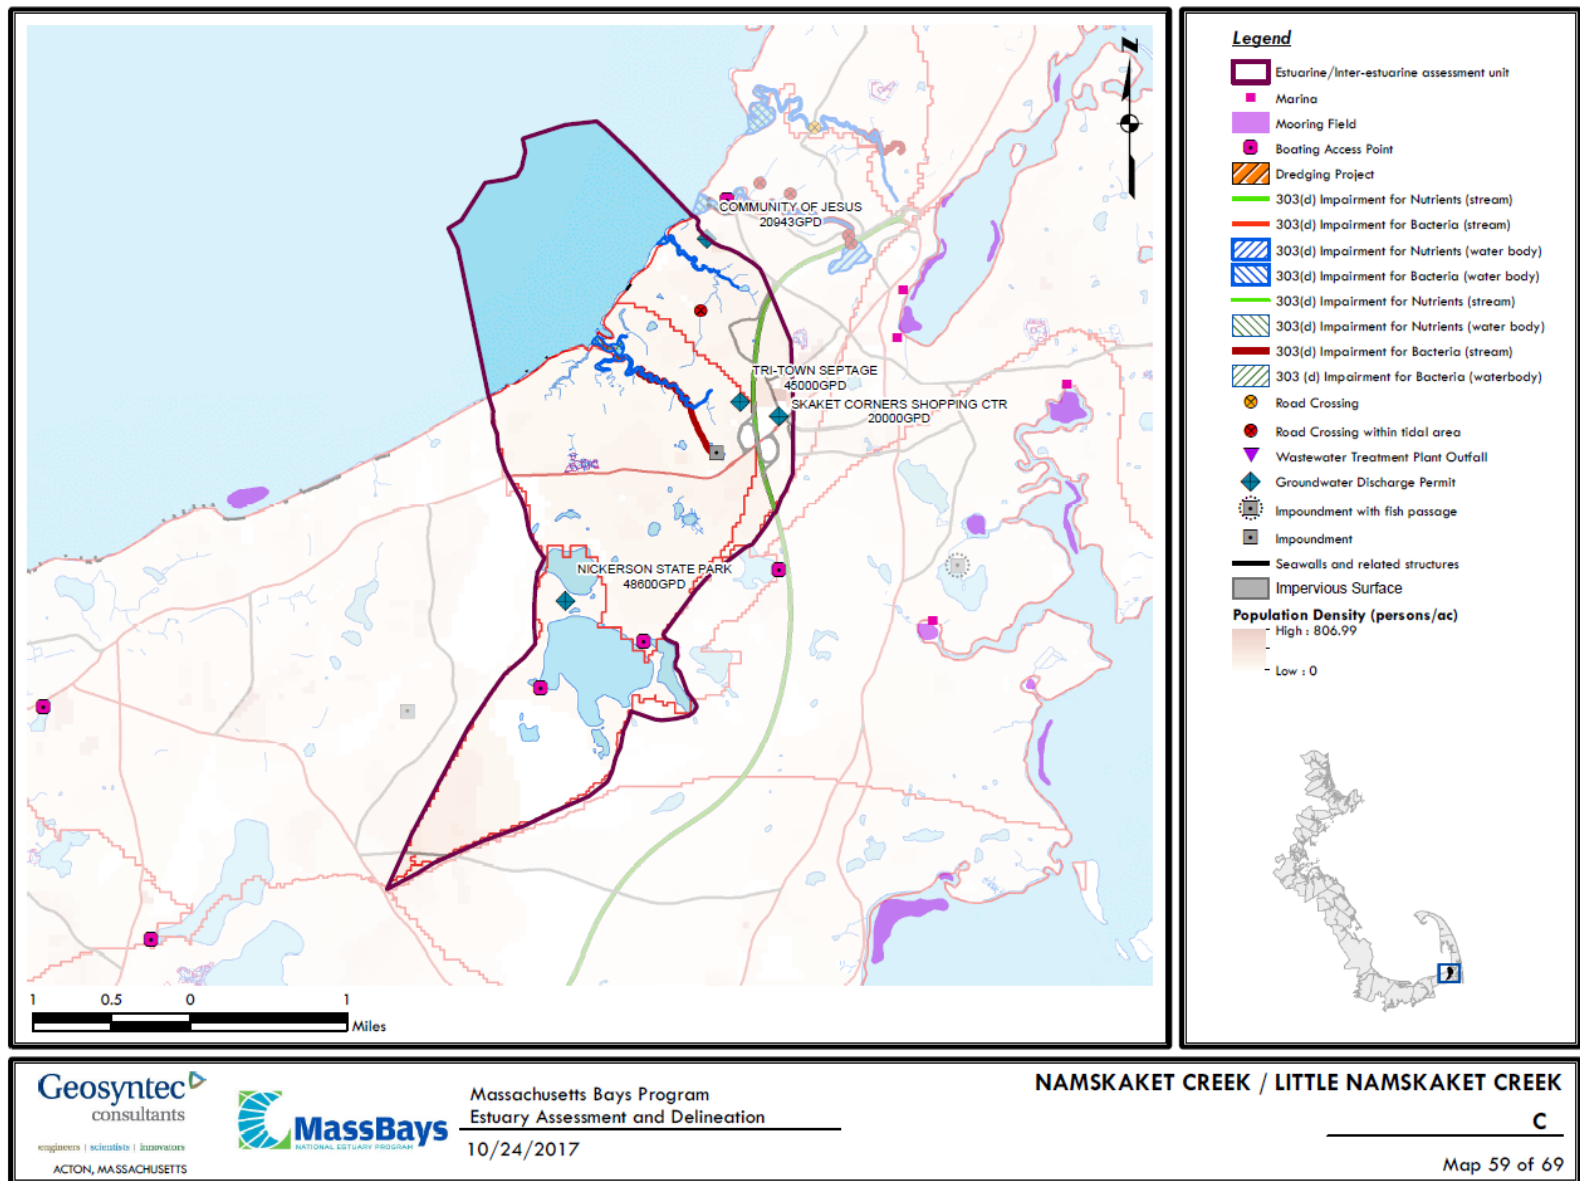 N
COMMUNITY OF JESUS
20943GPD
TRI-TOWN SEPTAGE
45000GPD
SKAKET CORNERS SHOPPING CTR
20000GPD
NICKERSON STATE PARK
48600GPD
1 0.5 0 1
Miles
Legend
Estuarine/Inter-estuarine assessment unit
Marina
Mooring Field
Boating Access Point
Dredging Project
303(d) Impairment for Nutrients (stream)
303(d) Impairment for Bacteria (stream)
303(d) Impairment for Nutrients (water body)
303(d) Impairment for Bacteria (water body)
303(d) Impairment for Nutrients (stream)
303(d) Impairment for Nutrients (water body)
303(d) Impairment for Bacteria (stream)
303 (d) Impairment for Bacteria (waterbody)
Road Crossing
Road Crossing within tidal area
Wastewater Treatment Plant Outfall
Groundwater Discharge Permit
Impoundment with fish passage
Impoundment
Seawalls and related structures
Impervious Surface
Population Density (persons/ac)
High : 806.99
Low : 0
Geosyntec
consultants
engineers | scientists | innovators
ACTON, MASSACHUSETTS
MassBays
NATIONAL ESTUARY PROGRAM
Massachusetts Bays Program
Estuary Assessment and Delineation
10/24/2017
NAMSKAKET CREEK / LITTLE NAMSKAKET CREEK
C
Map 59 of 69